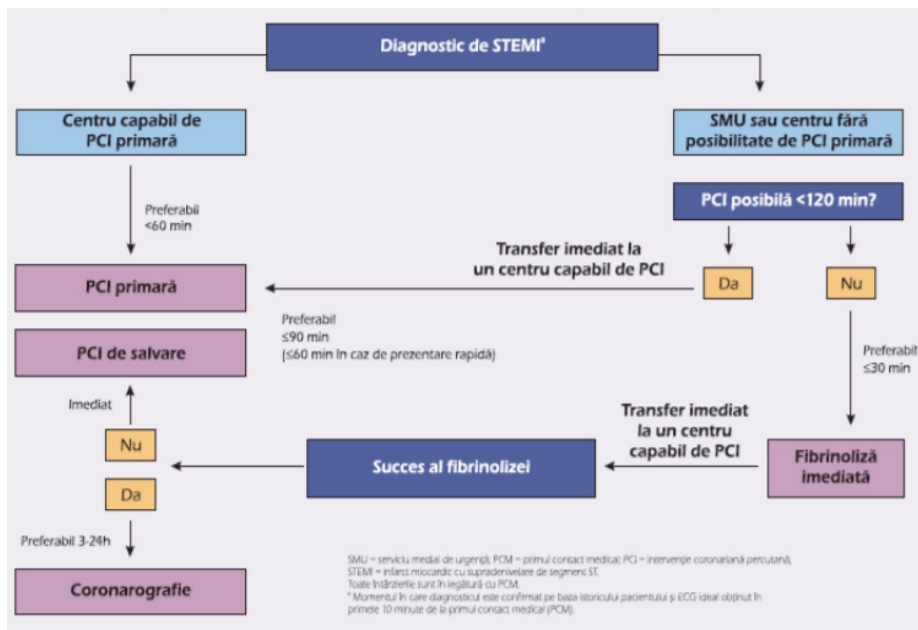 Diagnostic de STEMIª
Centru capabil de
PCI primară
SMU sau centru fără
posibilitate de PCI primară
Preferabil
<60 min
PCI posibilă <120 min?
Transfer imediat la
un centru capabil de PCI
Da
Nu
PCI primară
Preferabil
≤90 min
(≤60 min în caz de prezentare rapidă)
PCI de salvare
Preferabil
≤30 min
Imediat
Nu
Da
Succes al fibrinolizei
Transfer imediat
la un centru
capabil de PCI
Fibrinoliză
imediată
Preferabil 3-24h
Coronarografie
SMU = serviciu medial de urgență; PCM = primul contact medical; PCI = intervenție coronariană percutană;
STEMI = infarct miocardic cu supradenivelare de segment ST.
Toate întârzierile sunt în legătură cu PCM.
ª Momentul în care diagnosticul este confirmat pe baza istoricului pacientului și ECG ideal obținut în
primele 10 minute de la primul contact medical (PCM).